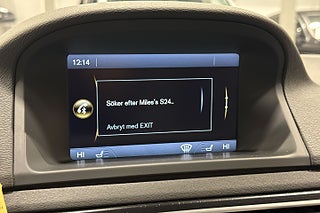 12:14
Söker efter Miles's S24..
Avbryt med EXIT
HI HI